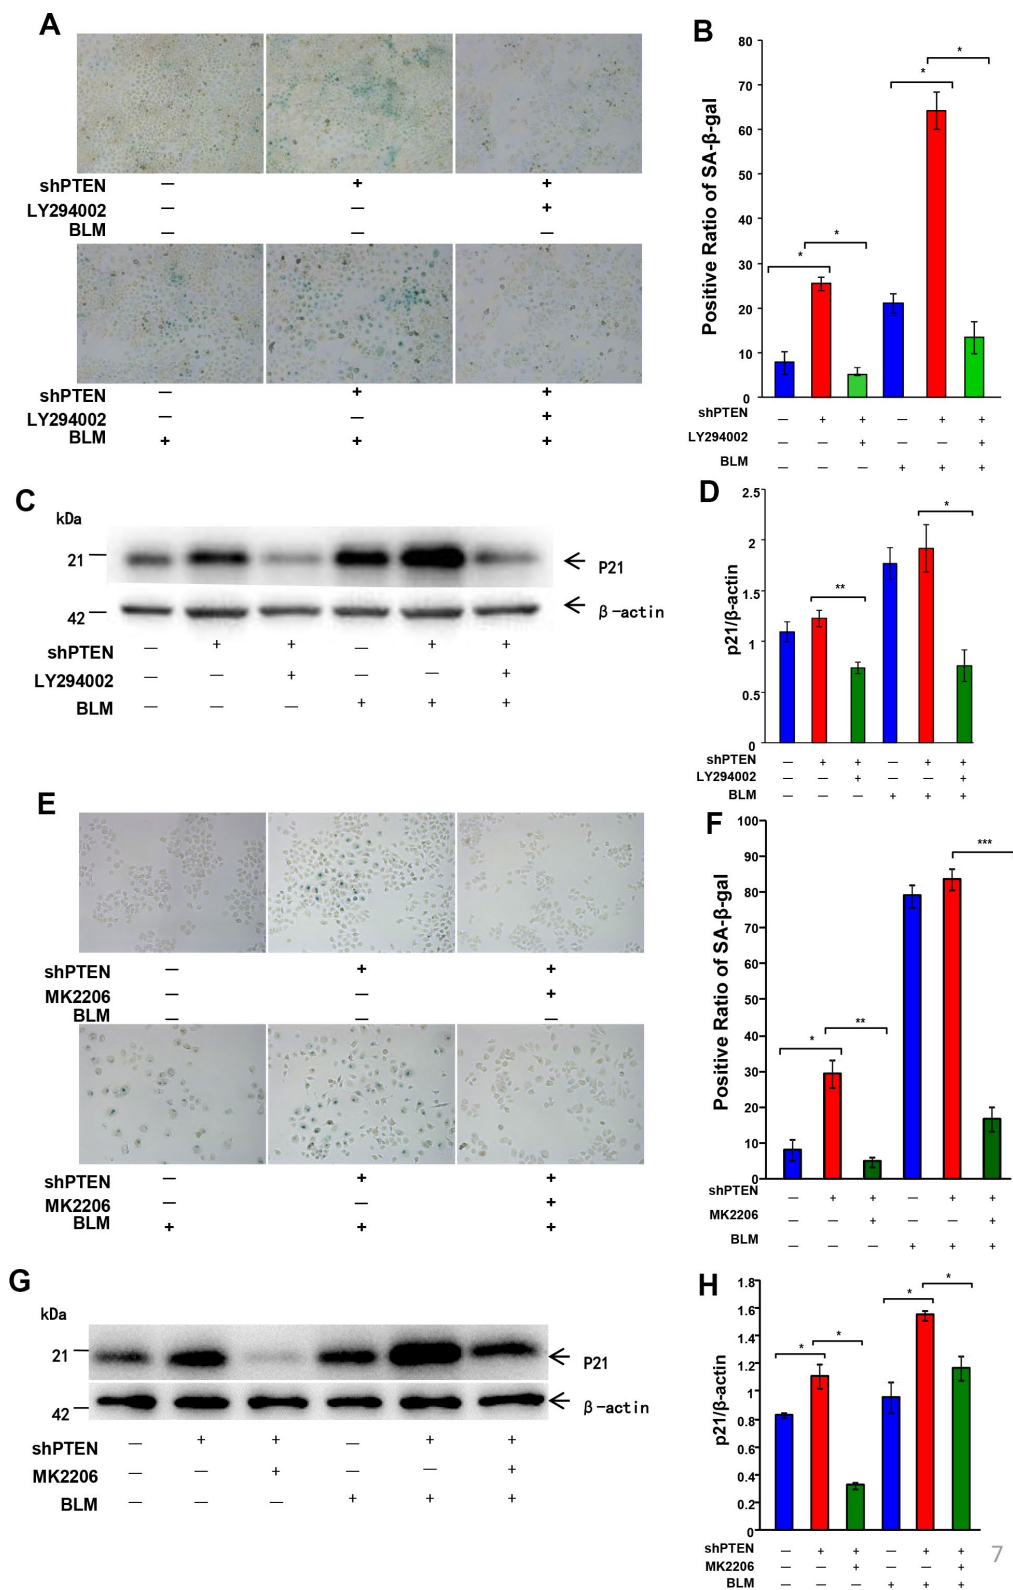 A
shPTEN — + +
LY294002 — — +
BLM — — —
shPTEN — + +
LY294002 — — +
BLM + + +
B
Positive Ratio of SA-β-gal
80
70
60
50
40
30
20
10
0
* * * *
shPTEN — + + — + +
LY294002 — — + — — +
BLM — — — + + +
C
kDa
21
P21
42
β-actin
shPTEN — + + — + +
LY294002 — — + — — +
BLM — — — + + +
D
p21/β-actin
2.5
2
1.5
1
0.5
0
** *
shPTEN — + + — + +
LY294002 — — + — — +
BLM — — — + + +
E
shPTEN — + +
MK2206 — — +
BLM — — —
shPTEN — + +
MK2206 — — +
BLM + + +
F
Positive Ratio of SA-β-gal
100
90
80
70
60
50
40
30
20
10
0
* ** ***
shPTEN — + + — + +
MK2206 — — + — — +
BLM — — — + + +
G
kDa
21
P21
42
β-actin
shPTEN — + + — + +
MK2206 — — + — — +
BLM — — — + + +
H
p21/β-actin
1.8
1.6
1.4
1.2
1
0.8
0.6
0.4
0.2
0
* * * *
shPTEN — + + — + +
MK2206 — — + — — +
BLM — — — + + +
7